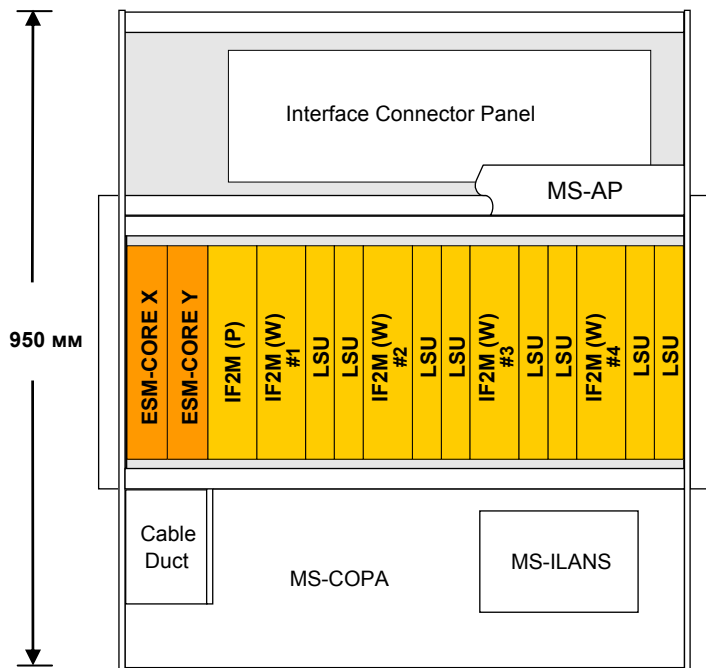 Interface Connector Panel
MS-AP
950 мм
ESM-CORE X
ESM-CORE Y
IF2M (P)
IF2M (W)
#1
LSU
LSU
IF2M (W)
#2
LSU
LSU
IF2M (W)
#3
LSU
LSU
IF2M (W)
#4
LSU
LSU
Cable
Duct
MS-COPA
MS-ILANS